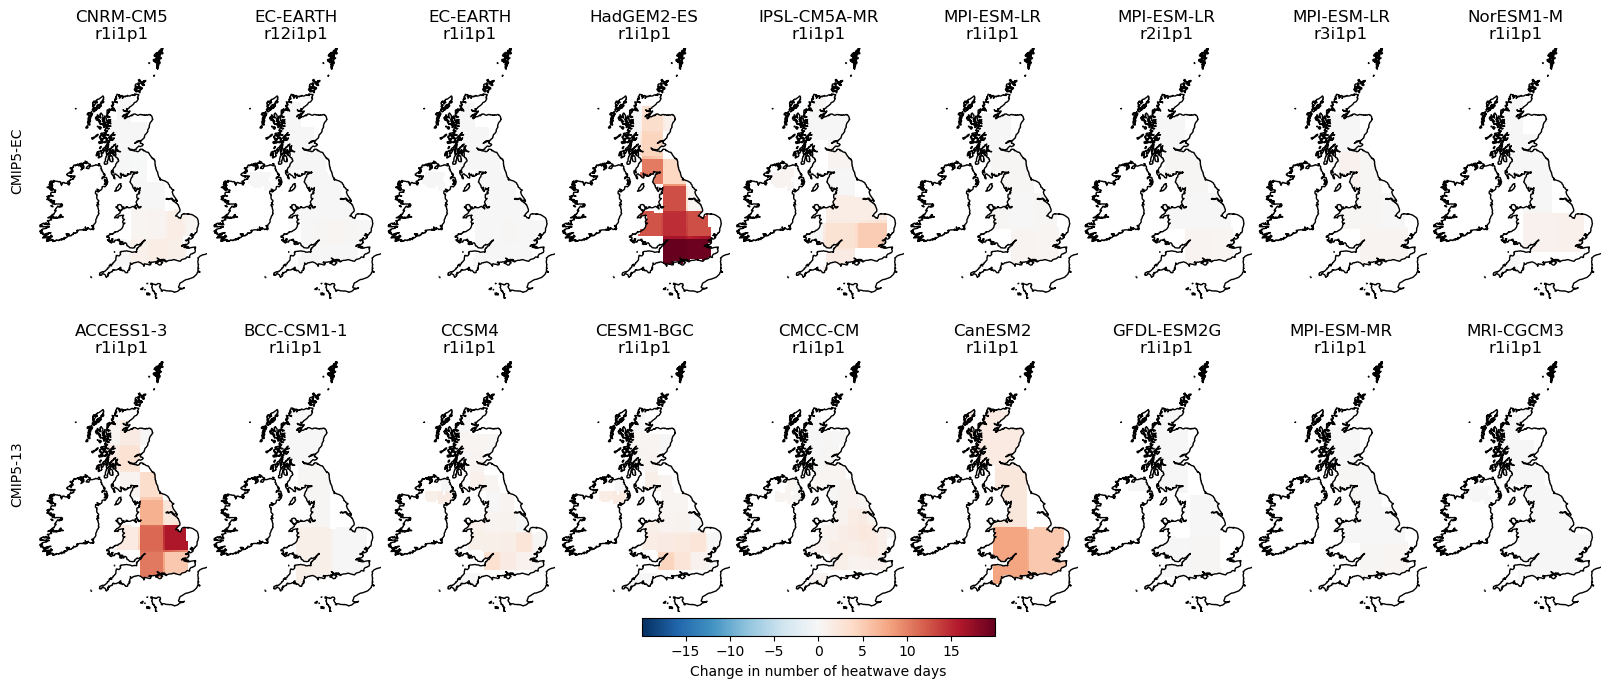 CNRM-CM5 EC-EARTH EC-EARTH HadGEM2-ES IPSL-CM5A-MR MPI-ESM-LR MPI-ESM-LR MPI-ESM-LR NorESM1-M
r1i1p1 r12i1p1 r1i1p1 r1i1p1 r1i1p1 r1i1p1 r2i1p1 r3i1p1 r1i1p1
CMIP5-EC
ACCESS1-3 BCC-CSM1-1 CCSM4 CESM1-BGC CMCC-CM CanESM2 GFDL-ESM2G MPI-ESM-MR MRI-CGCM3
r1i1p1 r1i1p1 r1i1p1 r1i1p1 r1i1p1 r1i1p1 r1i1p1 r1i1p1 r1i1p1
CMIP5-13
−15 −10 −5 0 5 10 15
Change in number of heatwave days